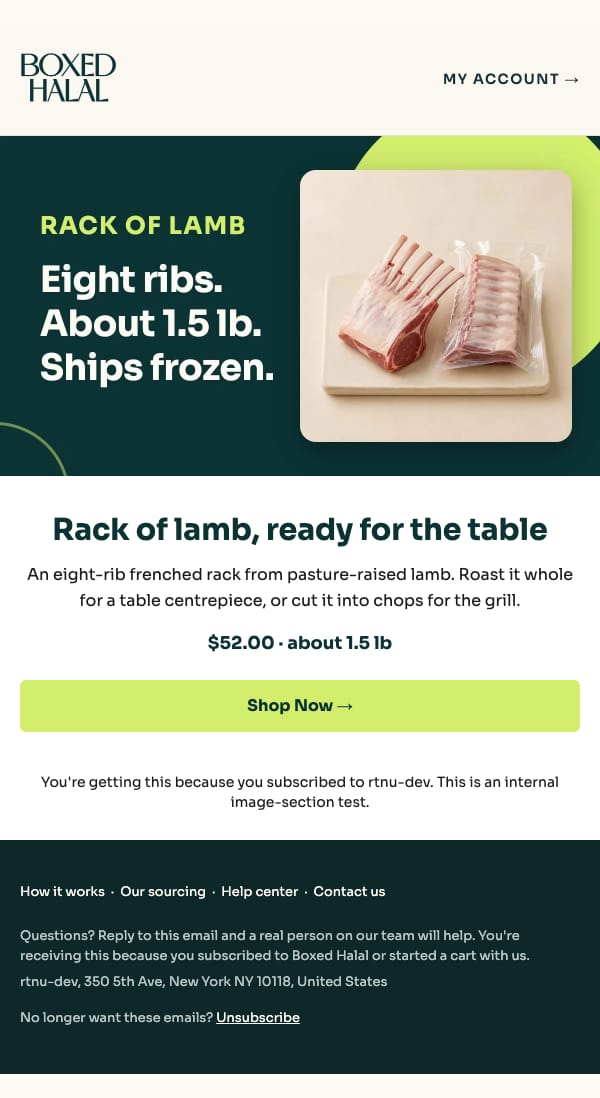 BOXED
HALAL
MY ACCOUNT →
RACK OF LAMB
Eight ribs.
About 1.5 lb.
Ships frozen.
Rack of lamb, ready for the table
An eight-rib frenched rack from pasture-raised lamb. Roast it whole
for a table centrepiece, or cut it into chops for the grill.
$52.00 · about 1.5 lb
Shop Now →
You're getting this because you subscribed to rtnu-dev. This is an internal
image-section test.
How it works · Our sourcing · Help center · Contact us
Questions? Reply to this email and a real person on our team will help. You're
receiving this because you subscribed to Boxed Halal or started a cart with us.
rtnu-dev, 350 5th Ave, New York NY 10118, United States
No longer want these emails? Unsubscribe